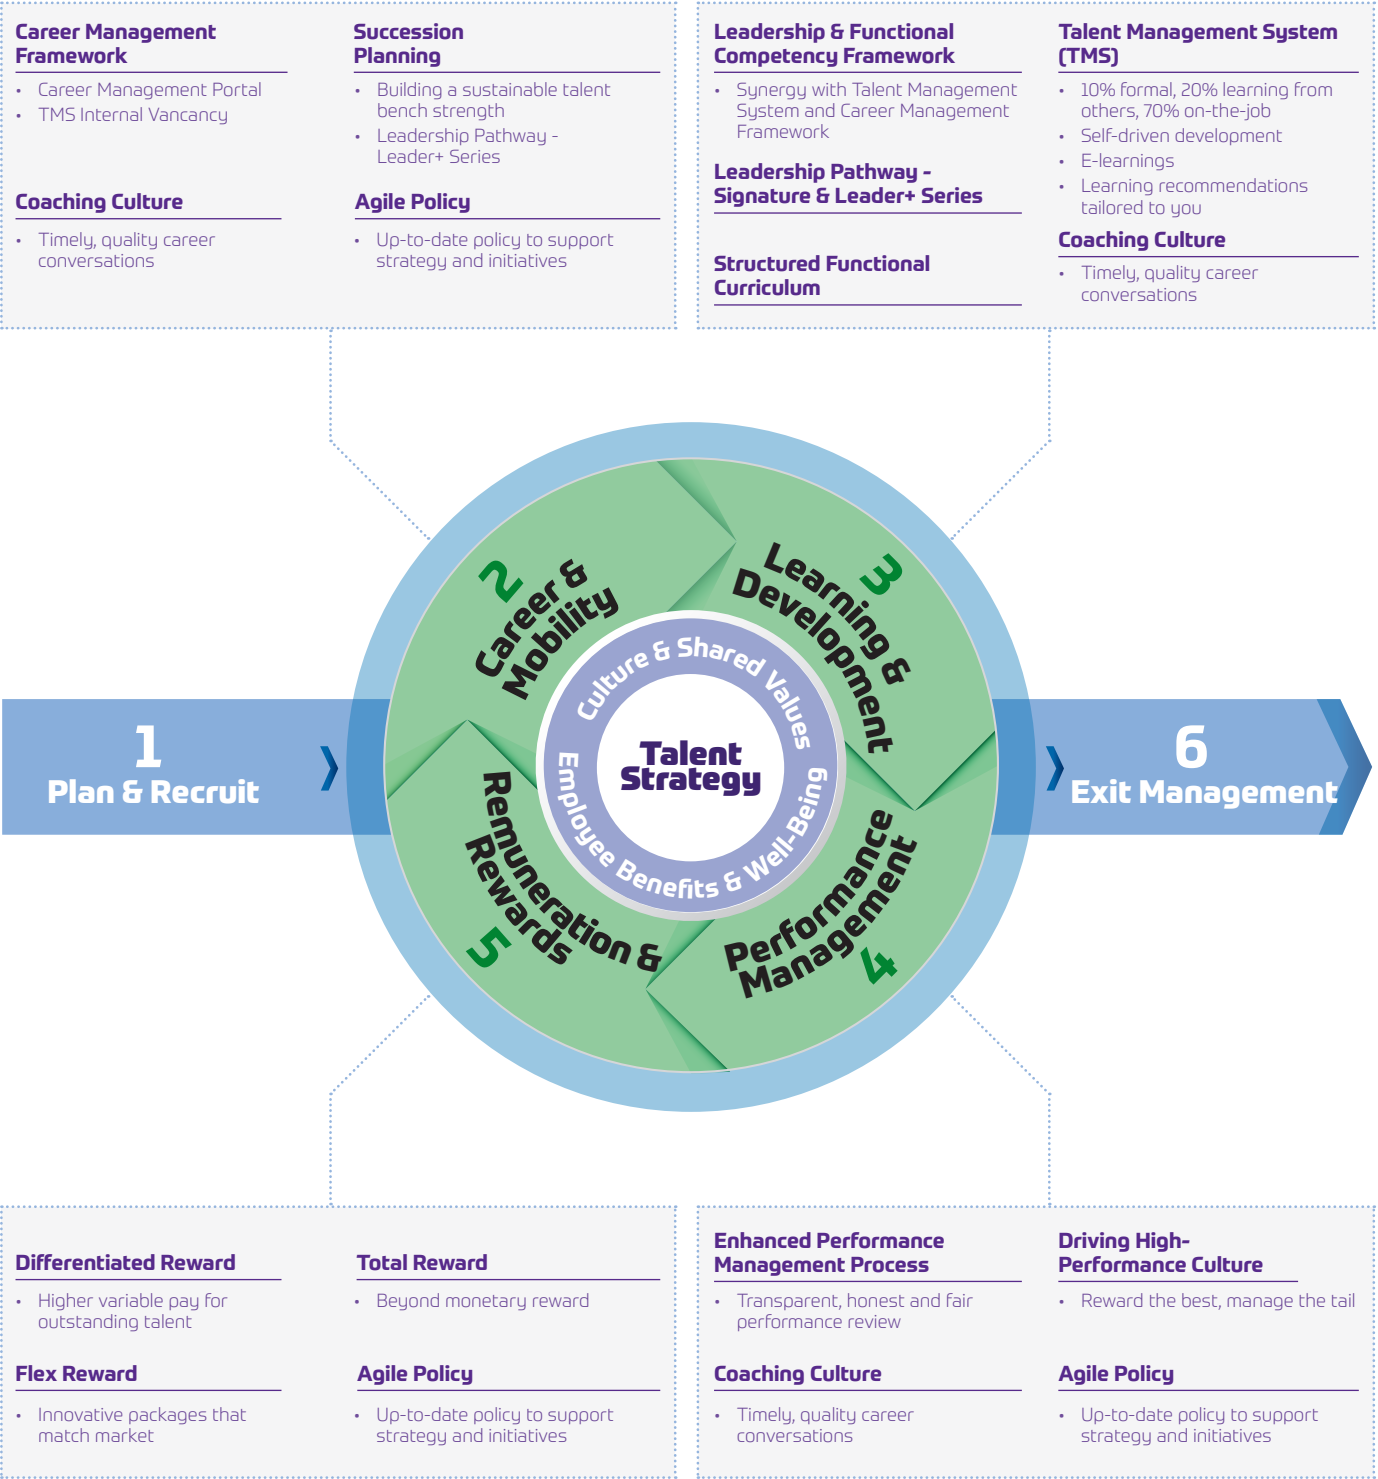 Career Management
Framework
• Career Management Portal
• TMS Internal Vancancy
Succession
Planning
• Building a sustainable talent
bench strength
• Leadership Pathway -
Leader+ Series
Coaching Culture
• Timely, quality career
conversations
Agile Policy
• Up-to-date policy to support
strategy and initiatives
Leadership & Functional
Competency Framework
• Synergy with Talent Management
System and Career Management
Framework
Leadership Pathway -
Signature & Leader+ Series
Structured Functional
Curriculum
Talent Management System
(TMS)
• 10% formal, 20% learning from
others, 70% on-the-job
• Self-driven development
• E-learnings
• Learning recommendations
tailored to you
Coaching Culture
• Timely, quality career
conversations
1
Plan & Recruit
2
Career &
Mobility
3
Learning &
Development
4
Performance
Management
5
Remuneration &
Rewards
Culture & Shared Values
Talent
Strategy
Employee Benefits & Well-Being
6
Exit Management
Differentiated Reward
• Higher variable pay for
outstanding talent
Total Reward
• Beyond monetary reward
Flex Reward
• Innovative packages that
match market
Agile Policy
• Up-to-date policy to support
strategy and initiatives
Enhanced Performance
Management Process
• Transparent, honest and fair
performance review
Driving High-
Performance Culture
• Reward the best, manage the tail
Coaching Culture
• Timely, quality career
conversations
Agile Policy
• Up-to-date policy to support
strategy and initiatives